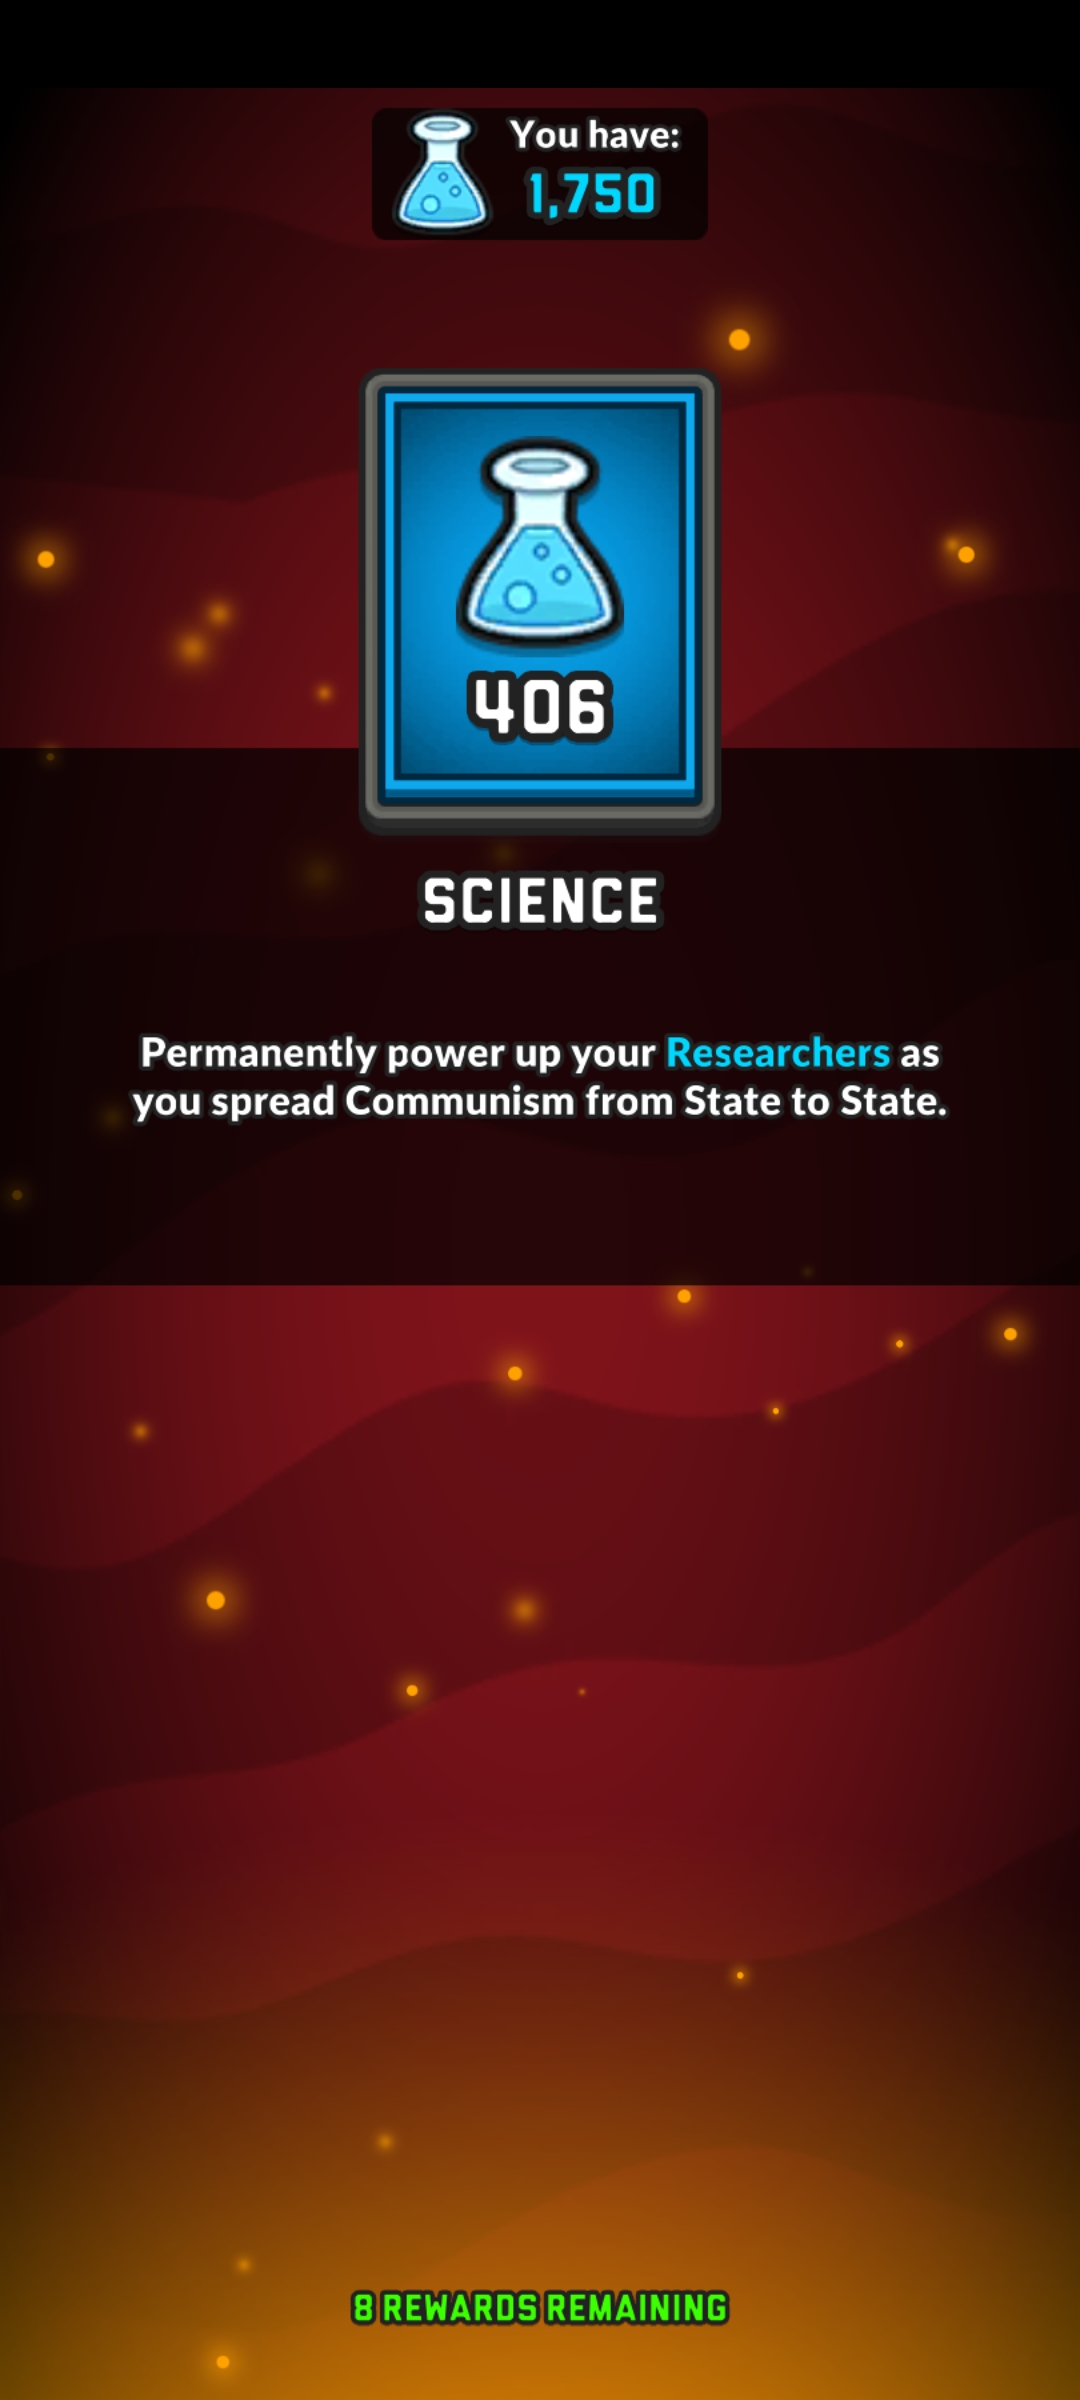 You have:
1,750
406
SCIENCE
Permanently power up your Researchers as
you spread Communism from State to State.
8 REWARDS REMAINING